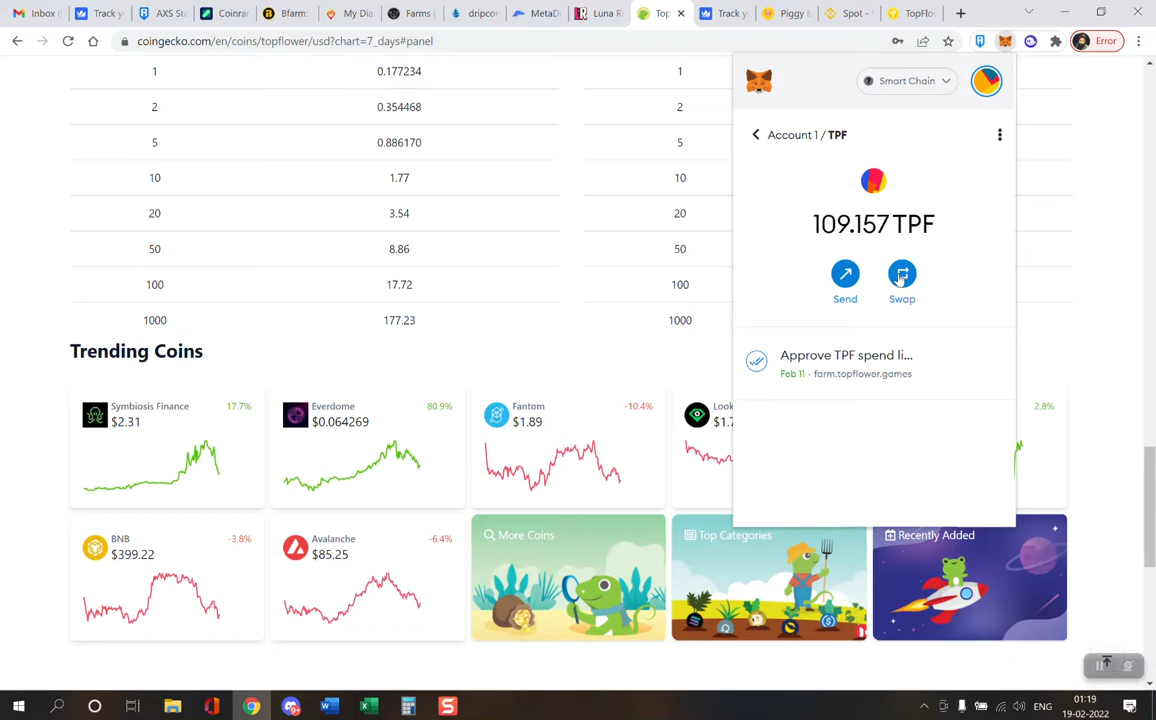 Inbox (
Track yo
AXS Sta
Coinran
Bfarm:
My Dia
Farms |
dripcon
MetaD
Luna R
Top
Track y
Piggy B
Spot -
TopFlo
coingecko.com/en/coins/topflower/usd?chart=7_days#panel
Error
1 0.177234 1
2 0.354468 2
5 0.886170 5
10 1.77 10
20 3.54 20
50 8.86 50
100 17.72 100
1000 177.23 1000
Smart Chain
Account 1 / TPF
109.157 TPF
Send Swap
Approve TPF spend li...
Feb 11 · farm.topflower.games
Trending Coins
Symbiosis Finance 17.7%
$2.31
Everdome 80.9%
$0.064269
Fantom -10.4%
$1.89
Look
$1.7
2.8%
BNB -3.8%
$399.22
Avalanche -6.4%
$85.25
More Coins
Top Categories
Recently Added
ENG
01:19
19-02-2022